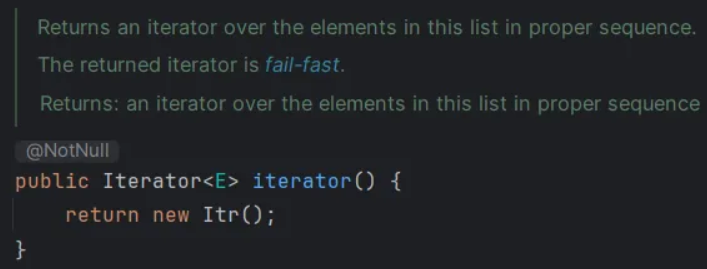 Returns an iterator over the elements in this list in proper sequence.
The returned iterator is fail-fast.
Returns: an iterator over the elements in this list in proper sequence
@NotNull
public Iterator<E> iterator() {
    return new Itr();
}